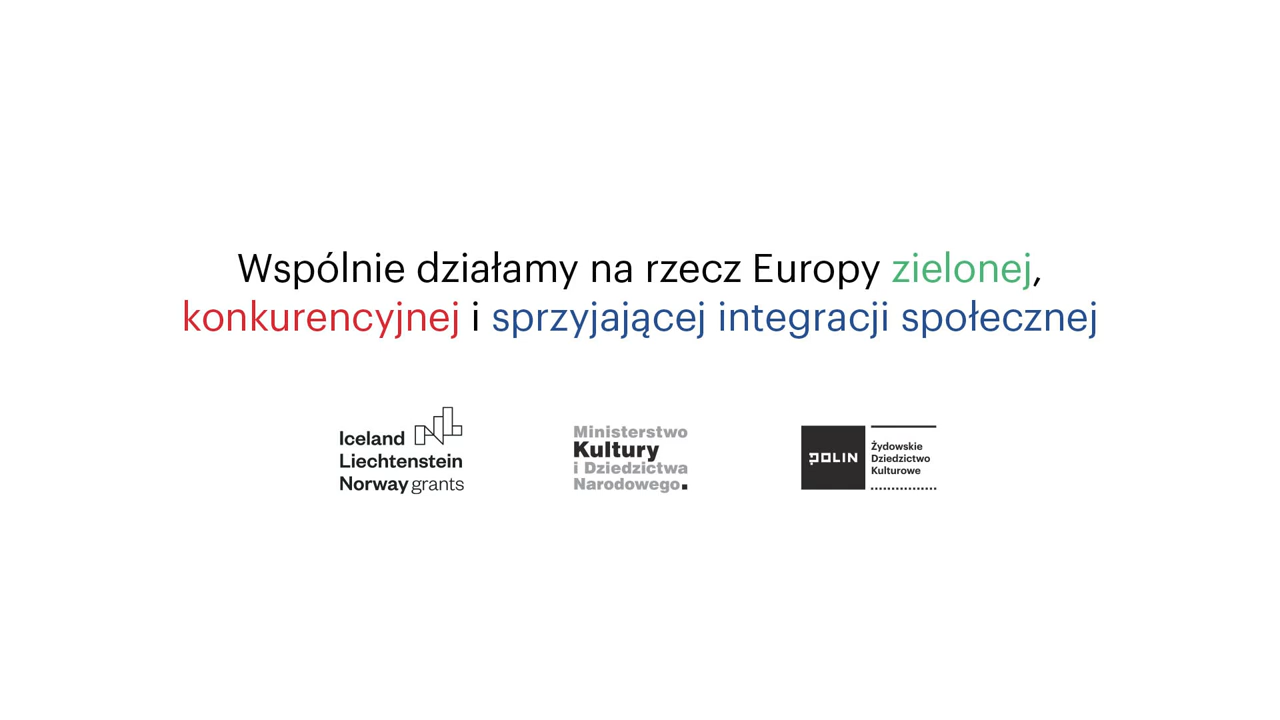 Wspólnie działamy na rzecz Europy zielonej,
konkurencyjnej i sprzyjającej integracji społecznej
Iceland
Liechtenstein
Norway grants
Ministerstwo
Kultury
i Dziedzictwa
Narodowego.
POLIN
Żydowskie
Dziedzictwo
Kulturowe